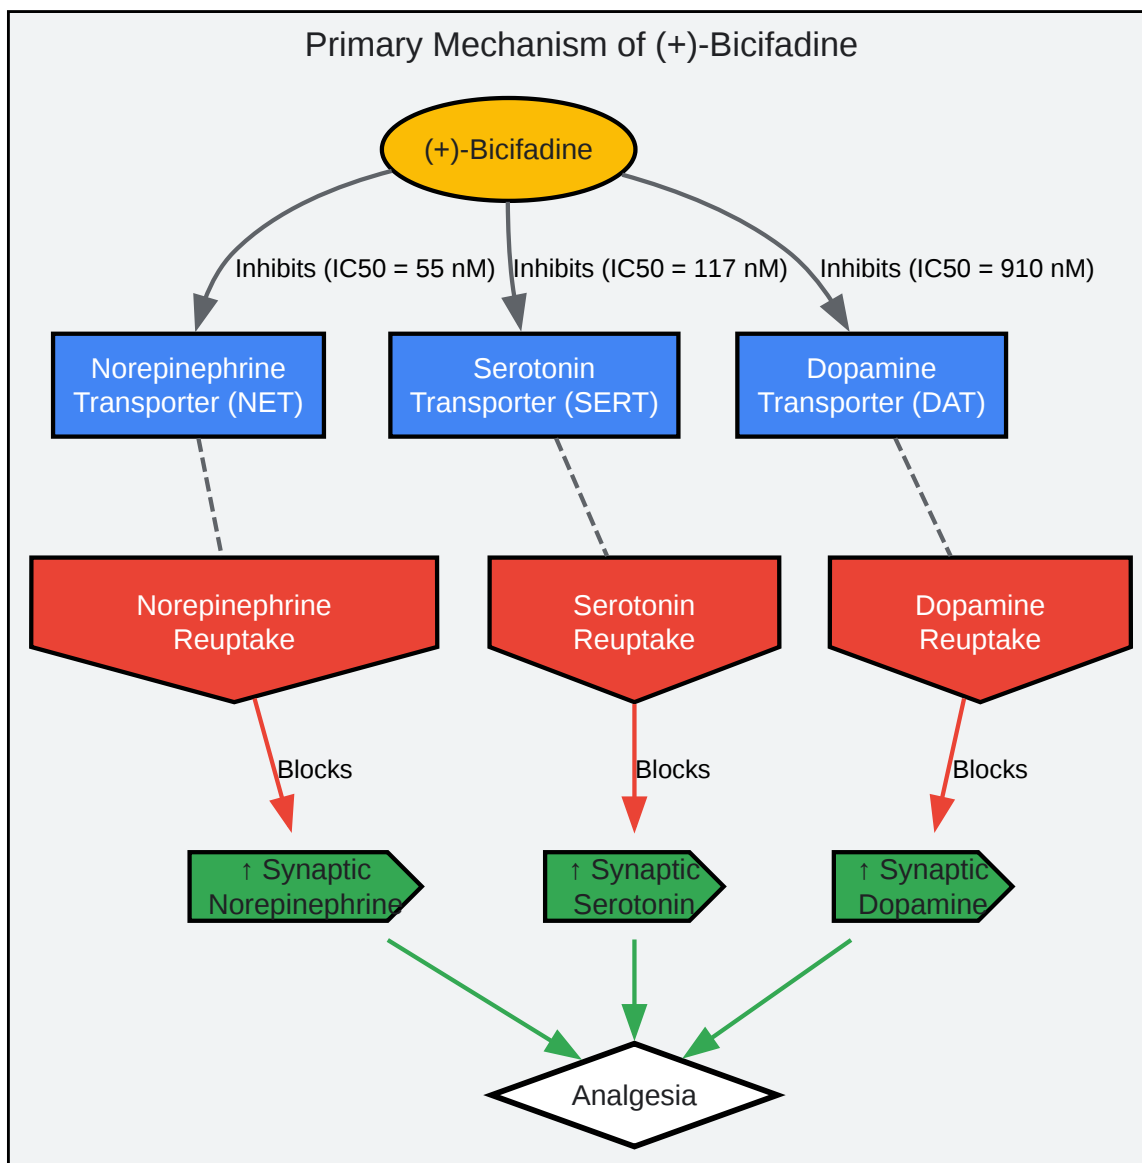 Primary Mechanism of (+)-Bicifadine
(+)-Bicifadine
Inhibits (IC50 = 55 nM)
Inhibits (IC50 = 117 nM)
Inhibits (IC50 = 910 nM)
Norepinephrine
Transporter (NET)
Serotonin
Transporter (SERT)
Dopamine
Transporter (DAT)
Norepinephrine
Reuptake
Serotonin
Reuptake
Dopamine
Reuptake
Blocks
Blocks
Blocks
↑ Synaptic
Norepinephrine
↑ Synaptic
Serotonin
↑ Synaptic
Dopamine
Analgesia